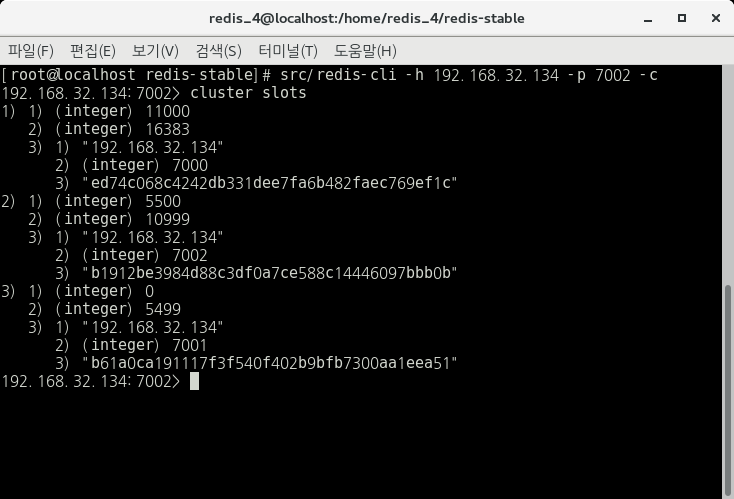 redis_4@localhost:/home/redis_4/redis-stable
파일(F) 편집(E) 보기(V) 검색(S) 터미널(T) 도움말(H)
[root@localhost redis-stable]# src/redis-cli -h 192.168.32.134 -p 7002 -c
192.168.32.134:7002> cluster slots
1) 1) (integer) 11000
   2) (integer) 16383
   3) 1) "192.168.32.134"
      2) (integer) 7000
      3) "ed74c068c4242db331dee7fa6b482faec769ef1c"
2) 1) (integer) 5500
   2) (integer) 10999
   3) 1) "192.168.32.134"
      2) (integer) 7002
      3) "b1912be3984d88c3df0a7ce588c14446097bbb0b"
3) 1) (integer) 0
   2) (integer) 5499
   3) 1) "192.168.32.134"
      2) (integer) 7001
      3) "b61a0ca191117f3f540f402b9bfb7300aa1eea51"
192.168.32.134:7002>